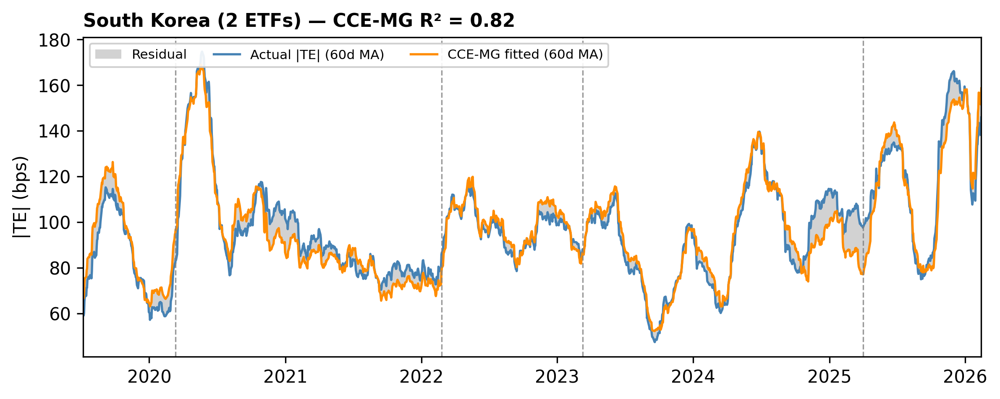 South Korea (2 ETFs) — CCE-MG R² = 0.82
Residual
Actual |TE| (60d MA)
CCE-MG fitted (60d MA)
|TE| (bps)
180
160
140
120
100
80
60
2020
2021
2022
2023
2024
2025
2026